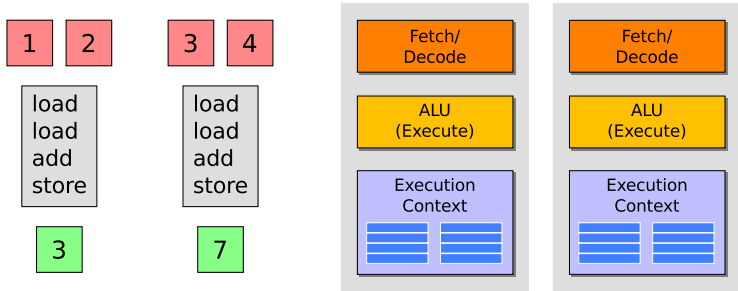 1 2
3 4
load
load
add
store
load
load
add
store
3
7
Fetch/
Decode
ALU
(Execute)
Execution
Context
Fetch/
Decode
ALU
(Execute)
Execution
Context